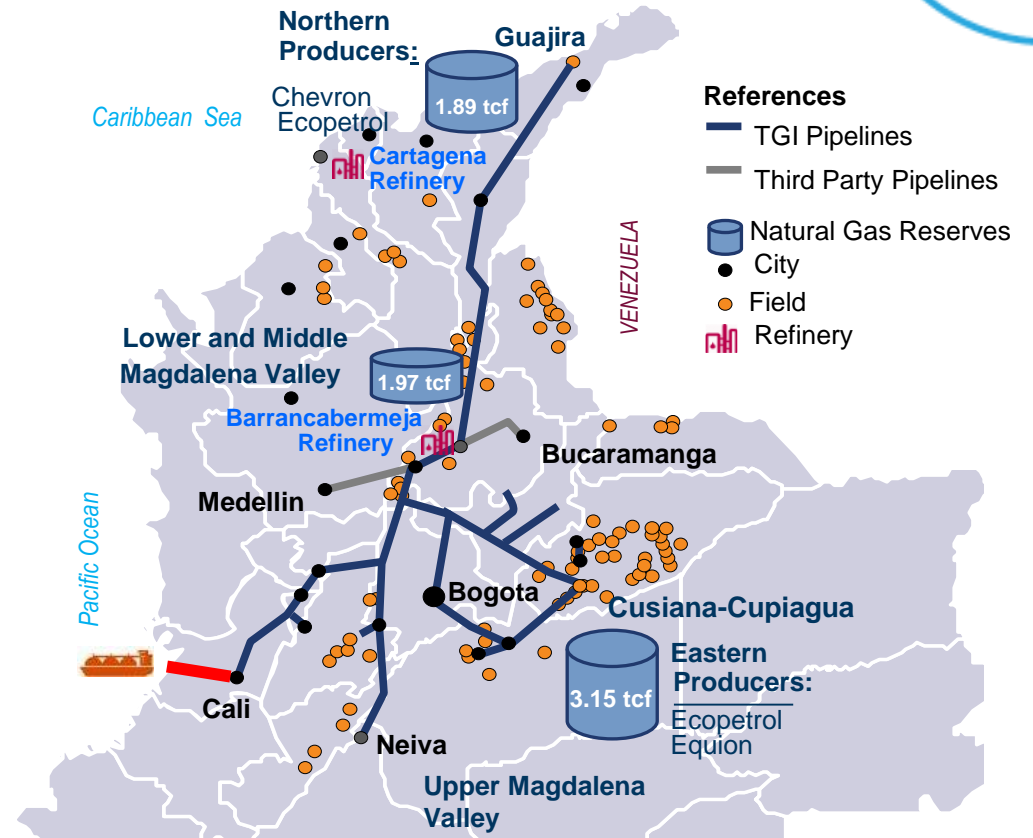 Northern
Producers:
Guajira
1.89 tcf
Chevron
Ecopetrol
Caribbean Sea
Cartagena
Refinery
References
TGI Pipelines
Third Party Pipelines
Natural Gas Reserves
City
Field
Refinery
VENEZUELA
Lower and Middle
Magdalena Valley
1.97 tcf
Barrancabermeja
Refinery
Bucaramanga
Medellin
Pacific Ocean
Bogota
Cusiana-Cupiagua
3.15 tcf
Eastern
Producers:
Ecopetrol
Equion
Cali
Neiva
Upper Magdalena
Valley